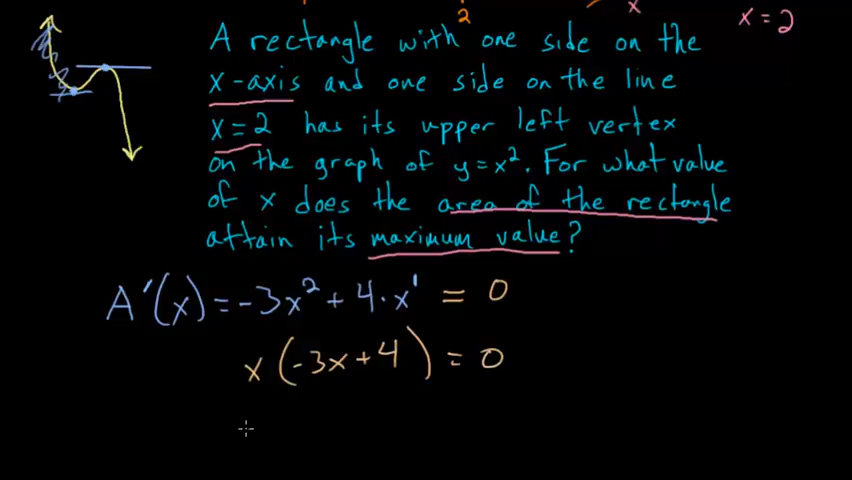 2
x
x = 2
A rectangle with one side on the
x-axis and one side on the line
x = 2 has its upper left vertex
on the graph of y = x². For what value
of x does the area of the rectangle
attain its maximum value?
A'(x) = -3x² + 4·x¹ = 0
x(-3x+4) = 0